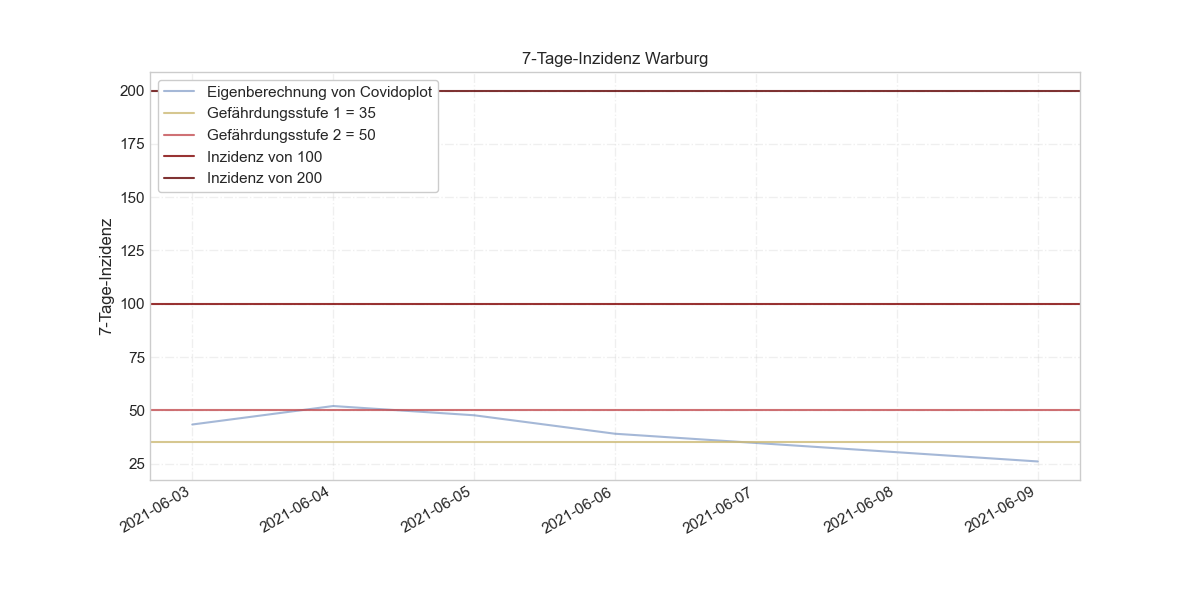 7-Tage-Inzidenz Warburg
Eigenberechnung von Covidoplot
Gefährdungsstufe 1 = 35
Gefährdungsstufe 2 = 50
Inzidenz von 100
Inzidenz von 200
7-Tage-Inzidenz
200
175
150
125
100
75
50
25
2021-06-03
2021-06-04
2021-06-05
2021-06-06
2021-06-07
2021-06-08
2021-06-09